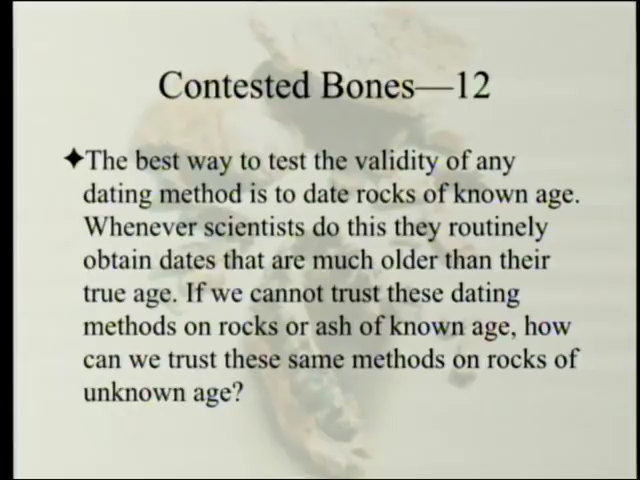 Contested Bones—12
✦The best way to test the validity of any
dating method is to date rocks of known age.
Whenever scientists do this they routinely
obtain dates that are much older than their
true age. If we cannot trust these dating
methods on rocks or ash of known age, how
can we trust these same methods on rocks of
unknown age?